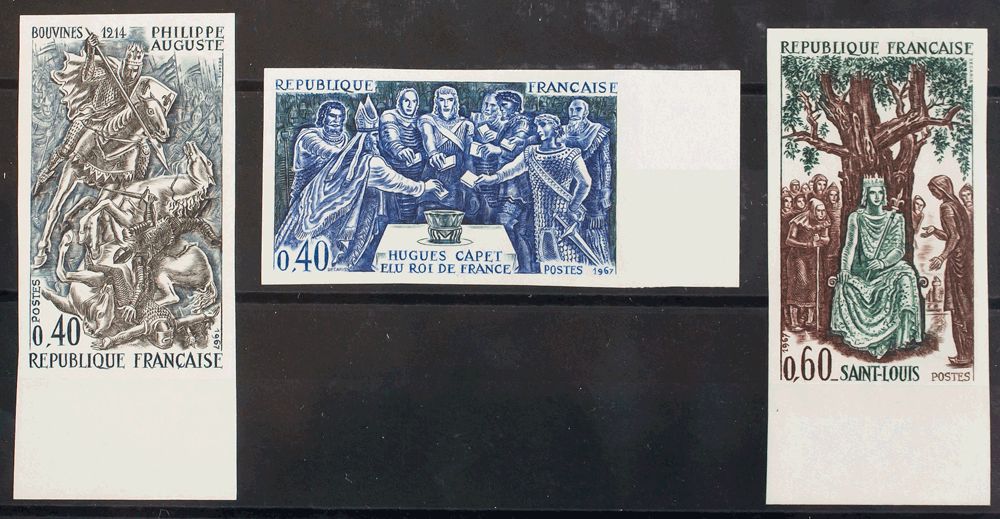 BOUVINES 1214 PHILIPPE
AUGUSTE
POSTES
0,40
1967
REPUBLIQUE FRANÇAISE
REPUBLIQUE FRANÇAISE
0,40
HUGUES CAPET
ELU ROI DE FRANCE
POSTES 1967
REPUBLIQUE FRANÇAISE
1967
0,60 SAINT-LOUIS POSTES